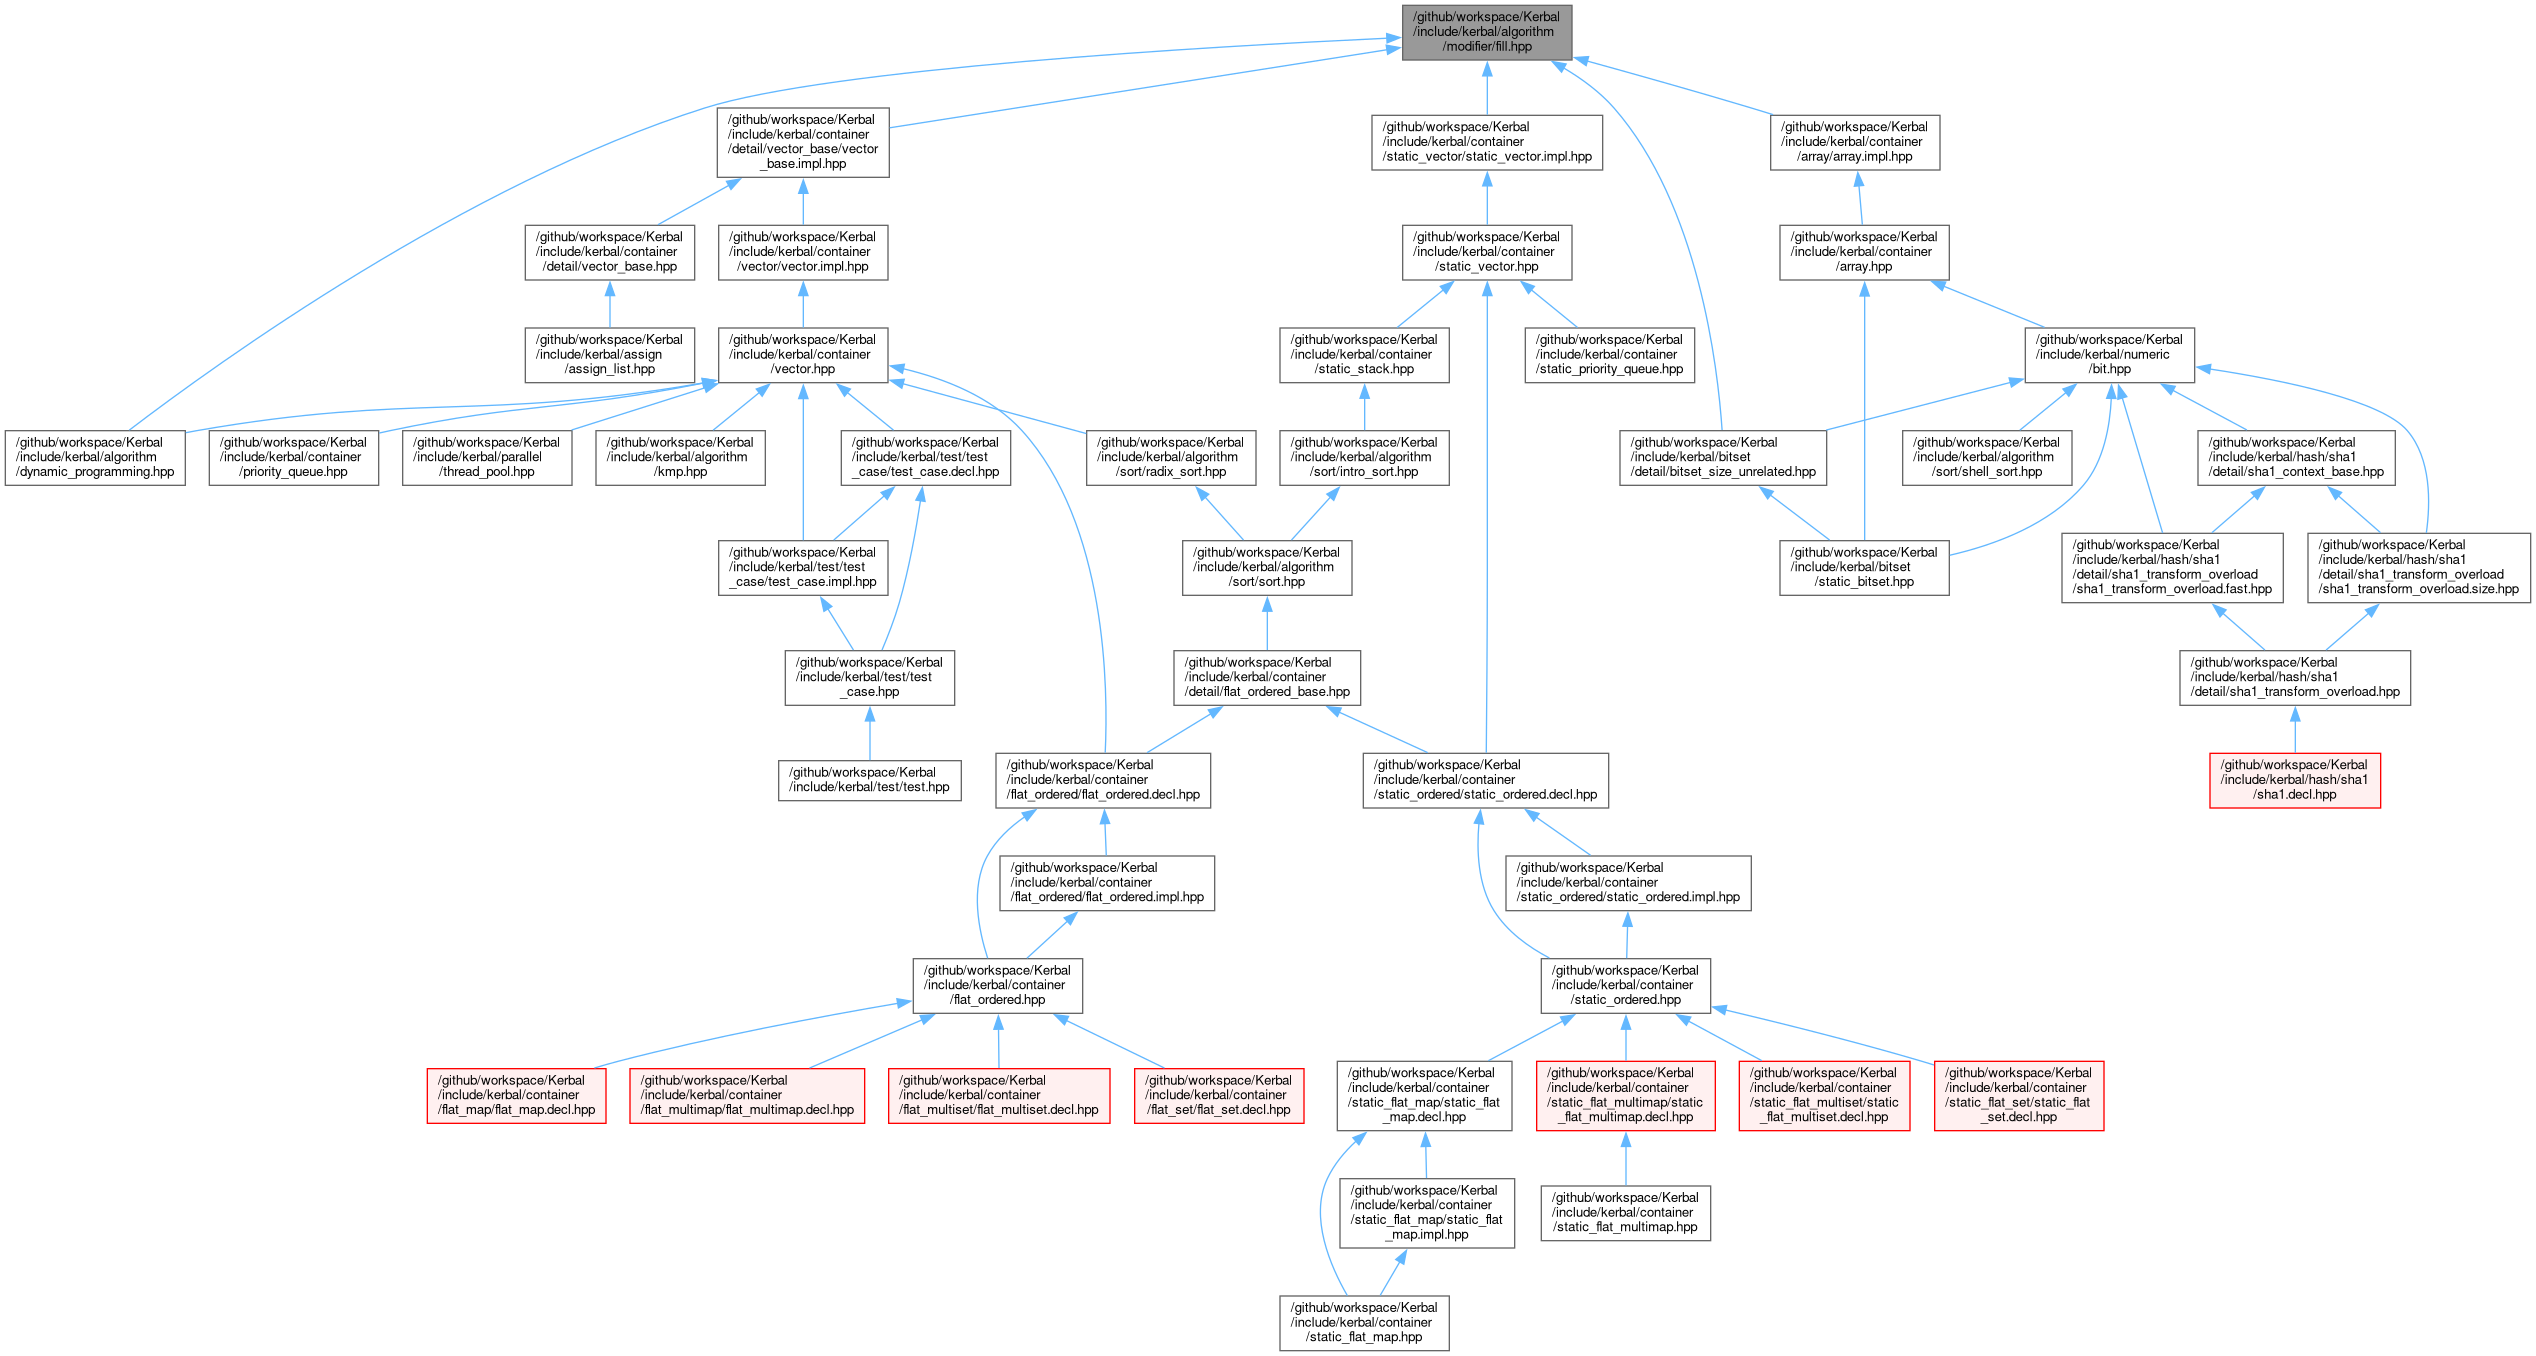 /github/workspace/Kerbal
/include/kerbal/algorithm
/modifier/fill.hpp
/github/workspace/Kerbal
/include/kerbal/container
/detail/vector_base/vector
_base.impl.hpp
/github/workspace/Kerbal
/include/kerbal/container
/static_vector/static_vector.impl.hpp
/github/workspace/Kerbal
/include/kerbal/container
/array/array.impl.hpp
/github/workspace/Kerbal
/include/kerbal/container
/detail/vector_base.hpp
/github/workspace/Kerbal
/include/kerbal/container
/vector/vector.impl.hpp
/github/workspace/Kerbal
/include/kerbal/container
/static_vector.hpp
/github/workspace/Kerbal
/include/kerbal/container
/array.hpp
/github/workspace/Kerbal
/include/kerbal/assign
/assign_list.hpp
/github/workspace/Kerbal
/include/kerbal/container
/vector.hpp
/github/workspace/Kerbal
/include/kerbal/container
/static_stack.hpp
/github/workspace/Kerbal
/include/kerbal/container
/static_priority_queue.hpp
/github/workspace/Kerbal
/include/kerbal/numeric
/bit.hpp
/github/workspace/Kerbal
/include/kerbal/algorithm
/dynamic_programming.hpp
/github/workspace/Kerbal
/include/kerbal/container
/priority_queue.hpp
/github/workspace/Kerbal
/include/kerbal/parallel
/thread_pool.hpp
/github/workspace/Kerbal
/include/kerbal/algorithm
/kmp.hpp
/github/workspace/Kerbal
/include/kerbal/test/test
_case/test_case.decl.hpp
/github/workspace/Kerbal
/include/kerbal/algorithm
/sort/radix_sort.hpp
/github/workspace/Kerbal
/include/kerbal/algorithm
/sort/intro_sort.hpp
/github/workspace/Kerbal
/include/kerbal/bitset
/detail/bitset_size_unrelated.hpp
/github/workspace/Kerbal
/include/kerbal/algorithm
/sort/shell_sort.hpp
/github/workspace/Kerbal
/include/kerbal/hash/sha1
/detail/sha1_context_base.hpp
/github/workspace/Kerbal
/include/kerbal/test/test
_case/test_case.impl.hpp
/github/workspace/Kerbal
/include/kerbal/algorithm
/sort/sort.hpp
/github/workspace/Kerbal
/include/kerbal/bitset
/static_bitset.hpp
/github/workspace/Kerbal
/include/kerbal/hash/sha1
/detail/sha1_transform_overload
/sha1_transform_overload.fast.hpp
/github/workspace/Kerbal
/include/kerbal/hash/sha1
/detail/sha1_transform_overload
/sha1_transform_overload.size.hpp
/github/workspace/Kerbal
/include/kerbal/test/test
_case.hpp
/github/workspace/Kerbal
/include/kerbal/container
/detail/flat_ordered_base.hpp
/github/workspace/Kerbal
/include/kerbal/hash/sha1
/detail/sha1_transform_overload.hpp
/github/workspace/Kerbal
/include/kerbal/test/test.hpp
/github/workspace/Kerbal
/include/kerbal/container
/flat_ordered/flat_ordered.decl.hpp
/github/workspace/Kerbal
/include/kerbal/container
/static_ordered/static_ordered.decl.hpp
/github/workspace/Kerbal
/include/kerbal/hash/sha1
/sha1.decl.hpp
/github/workspace/Kerbal
/include/kerbal/container
/flat_ordered/flat_ordered.impl.hpp
/github/workspace/Kerbal
/include/kerbal/container
/static_ordered/static_ordered.impl.hpp
/github/workspace/Kerbal
/include/kerbal/container
/flat_ordered.hpp
/github/workspace/Kerbal
/include/kerbal/container
/static_ordered.hpp
/github/workspace/Kerbal
/include/kerbal/container
/flat_map/flat_map.decl.hpp
/github/workspace/Kerbal
/include/kerbal/container
/flat_multimap/flat_multimap.decl.hpp
/github/workspace/Kerbal
/include/kerbal/container
/flat_multiset/flat_multiset.decl.hpp
/github/workspace/Kerbal
/include/kerbal/container
/flat_set/flat_set.decl.hpp
/github/workspace/Kerbal
/include/kerbal/container
/static_flat_map/static_flat
_map.decl.hpp
/github/workspace/Kerbal
/include/kerbal/container
/static_flat_multimap/static
_flat_multimap.decl.hpp
/github/workspace/Kerbal
/include/kerbal/container
/static_flat_multiset/static
_flat_multiset.decl.hpp
/github/workspace/Kerbal
/include/kerbal/container
/static_flat_set/static_flat
_set.decl.hpp
/github/workspace/Kerbal
/include/kerbal/container
/static_flat_map/static_flat
_map.impl.hpp
/github/workspace/Kerbal
/include/kerbal/container
/static_flat_multimap.hpp
/github/workspace/Kerbal
/include/kerbal/container
/static_flat_map.hpp